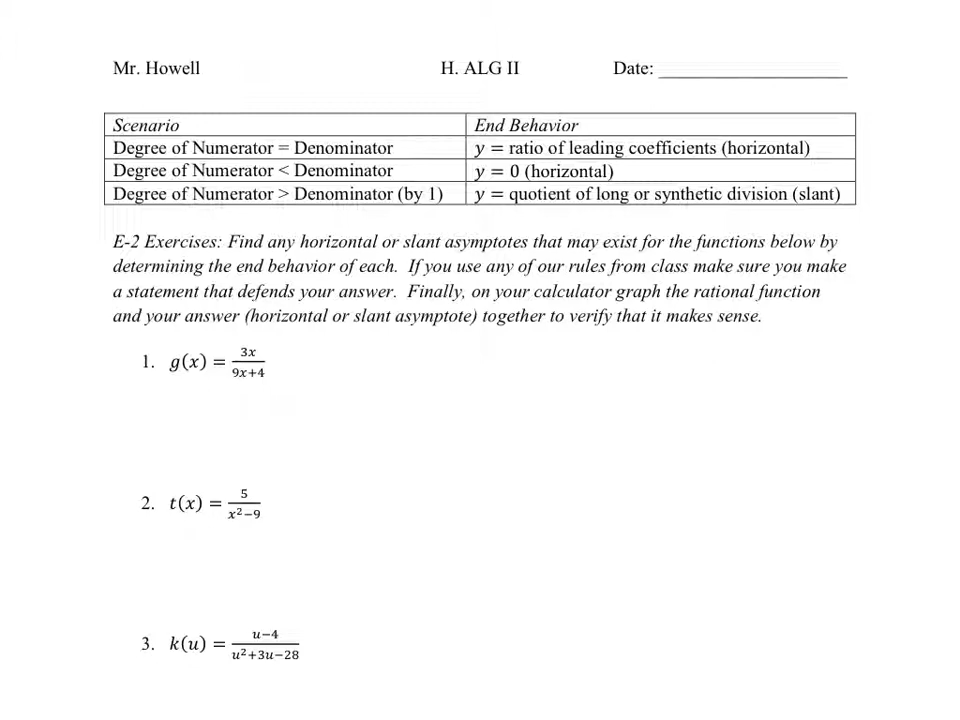 Mr. Howell H. ALG II Date: ____________________
Scenario End Behavior
Degree of Numerator = Denominator y = ratio of leading coefficients (horizontal)
Degree of Numerator < Denominator y = 0 (horizontal)
Degree of Numerator > Denominator (by 1) y = quotient of long or synthetic division (slant)
E-2 Exercises: Find any horizontal or slant asymptotes that may exist for the functions below by
determining the end behavior of each. If you use any of our rules from class make sure you make
a statement that defends your answer. Finally, on your calculator graph the rational function
and your answer (horizontal or slant asymptote) together to verify that it makes sense.
1. g(x) = 3x/(9x+4)
2. t(x) = 5/(x²−9)
3. k(u) = (u−4)/(u²+3u−28)